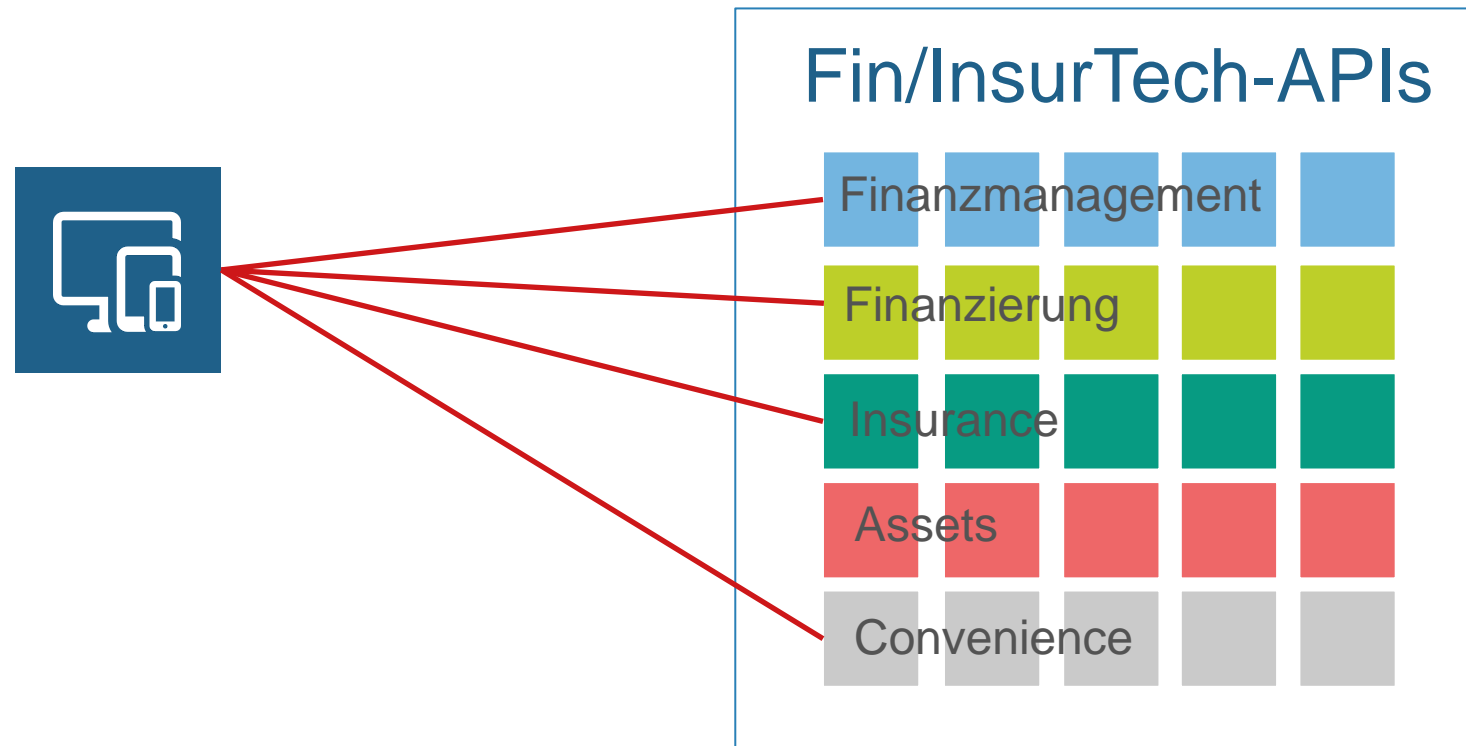 Fin/InsurTech-APIs
Finanzmanagement
Finanzierung
Insurance
Assets
Convenience